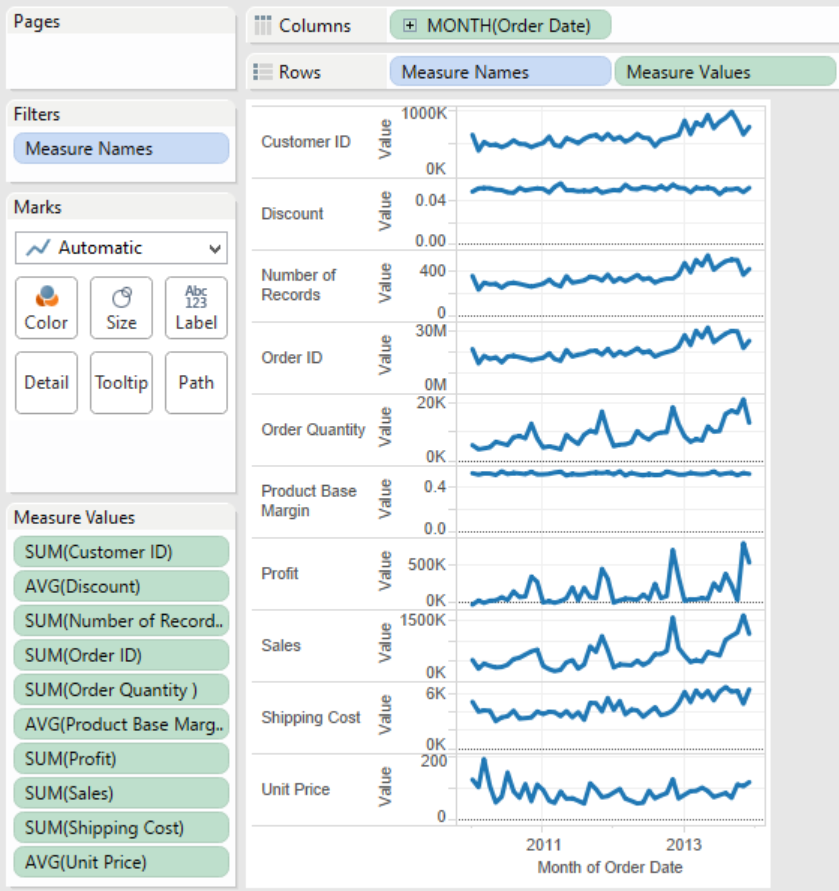 Pages
Columns
MONTH(Order Date)
Rows
Measure Names
Measure Values
Filters
Measure Names
Marks
Automatic
Color
Size
Abc
123
Label
Detail
Tooltip
Path
Measure Values
SUM(Customer ID)
AVG(Discount)
SUM(Number of Record..
SUM(Order ID)
SUM(Order Quantity )
AVG(Product Base Marg..
SUM(Profit)
SUM(Sales)
SUM(Shipping Cost)
AVG(Unit Price)
Customer ID
Value
1000K
0K
Discount
Value
0.04
0.00
Number of
Records
Value
400
0
Order ID
Value
30M
0M
Order Quantity
Value
20K
0K
Product Base
Margin
Value
0.4
0.0
Profit
Value
500K
0K
Sales
Value
1500K
0K
Shipping Cost
Value
6K
0K
Unit Price
Value
200
0
2011
2013
Month of Order Date